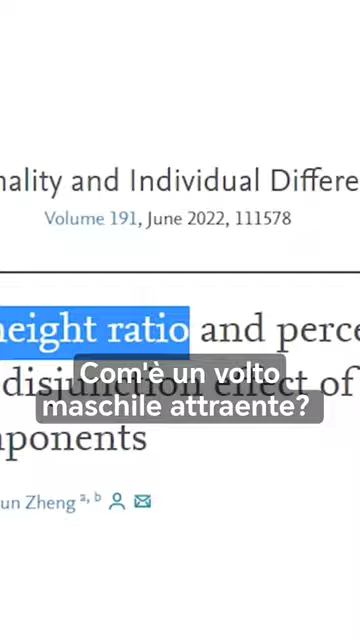 nality and Individual Differe
Volume 191, June 2022, 111578
height ratio and perce
disjunction effect of
Com'è un volto
maschile attraente?
mponents
un Zheng a, b